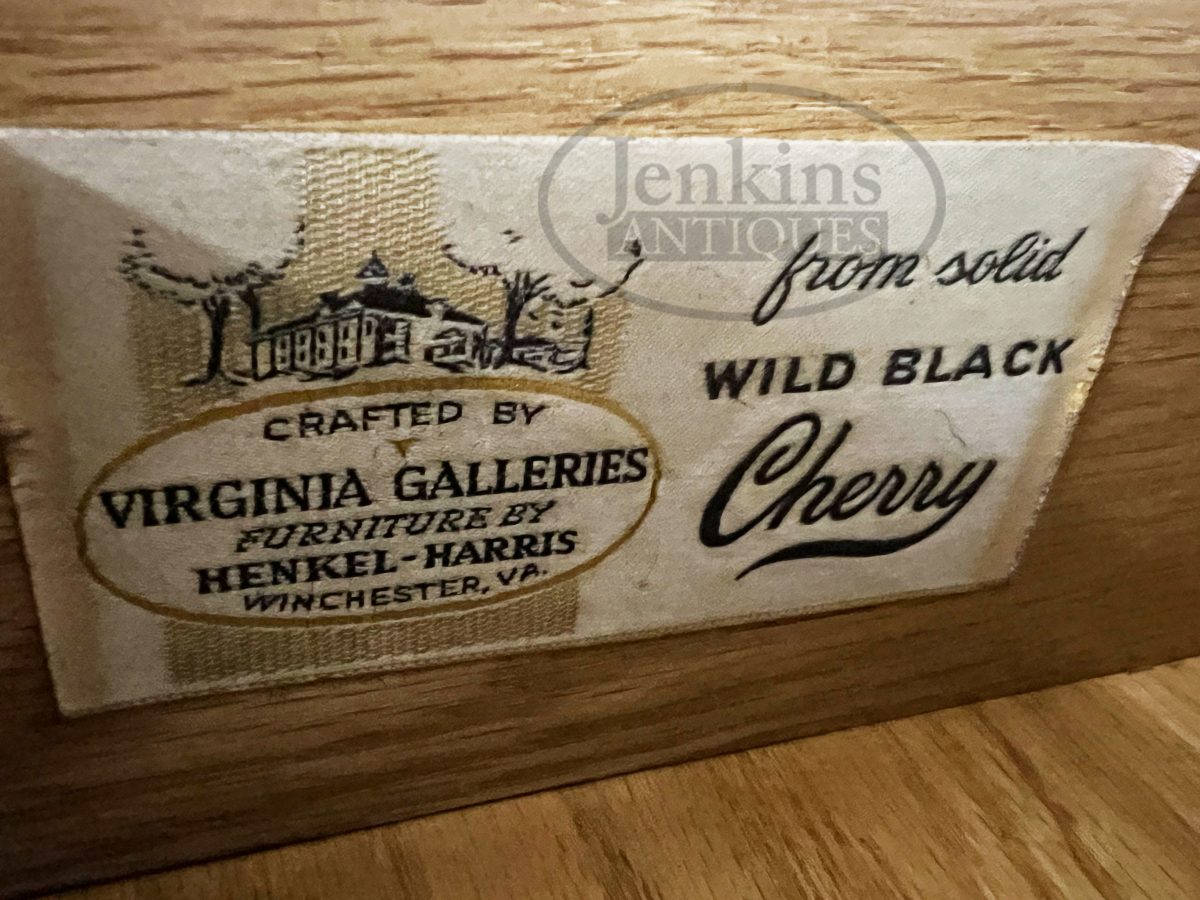 Jenkins
ANTIQUES
CRAFTED BY
VIRGINIA GALLERIES
FURNITURE BY
HENKEL-HARRIS
WINCHESTER, VA.
from solid
WILD BLACK
Cherry